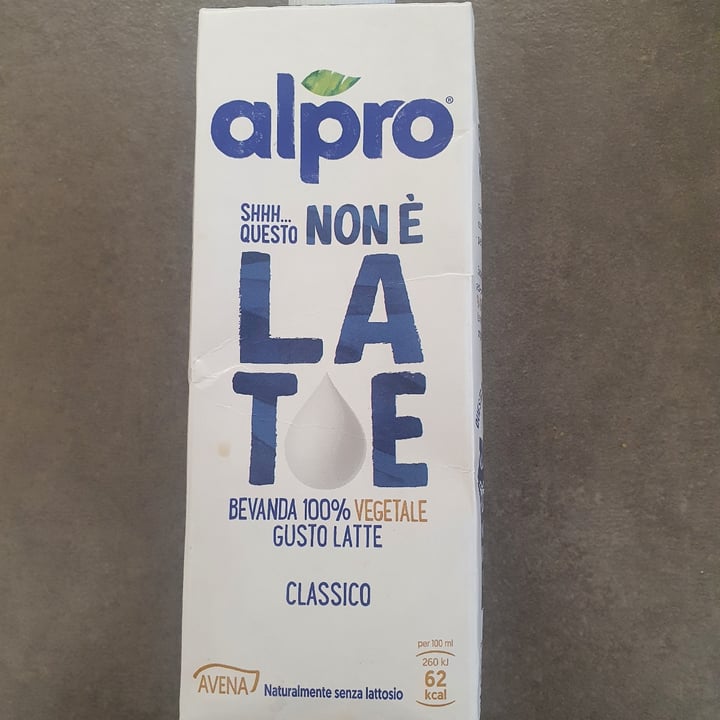 alpro®
SHHH...
QUESTO NON È
LA
T E
BEVANDA 100% VEGETALE
GUSTO LATTE
CLASSICO
per 100 ml
260 kJ
62
kcal
AVENA
Naturalmente senza lattosio